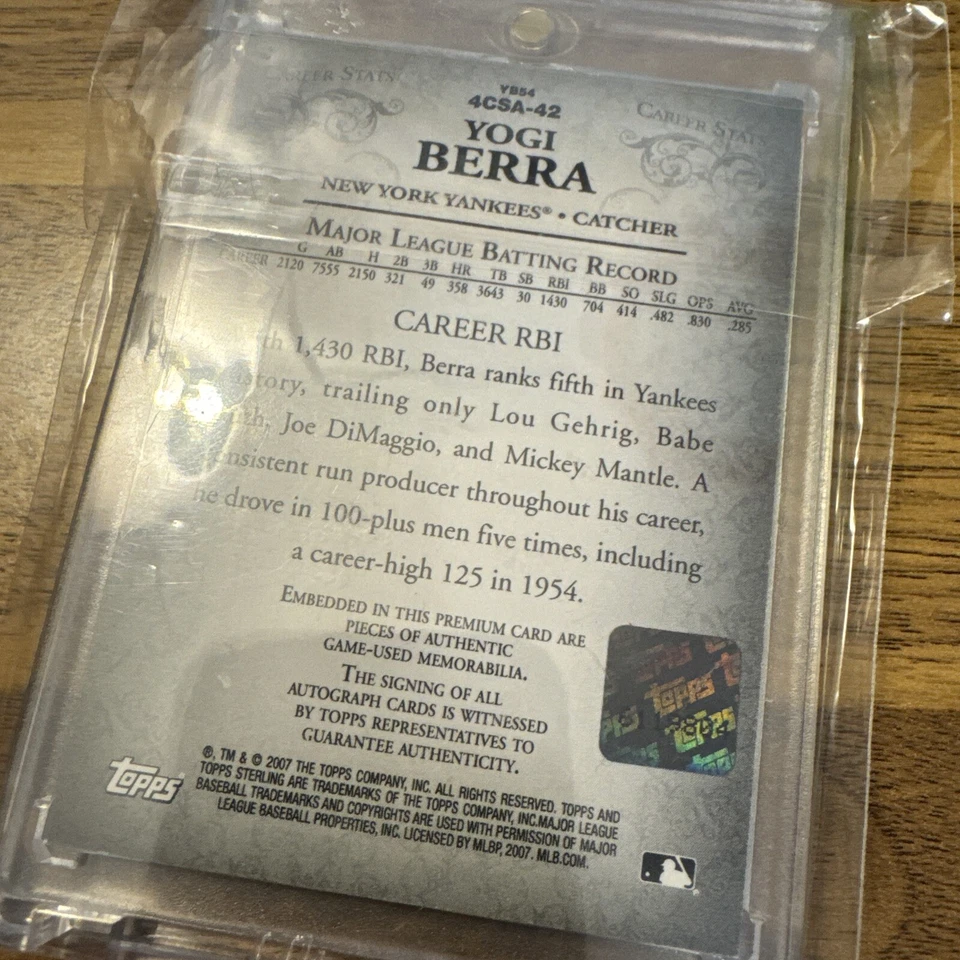 YB54
4CSA-42
CAREER STATS
CAREER STATS
YOGI
BERRA
NEW YORK YANKEES® • CATCHER
MAJOR LEAGUE BATTING RECORD
G AB H 2B 3B HR TB SB RBI BB SO SLG OPS AVG
CAREER 2120 7555 2150 321 49 358 3643 30 1430 704 414 .482 .830 .285
CAREER RBI
1,430 RBI, Berra ranks fifth in Yankees
trailing only Lou Gehrig, Babe
Joe DiMaggio, and Mickey Mantle. A
consistent run producer throughout his career,
he drove in 100-plus men five times, including
a career-high 125 in 1954.
EMBEDDED IN THIS PREMIUM CARD ARE
PIECES OF AUTHENTIC
GAME-USED MEMORABILIA.
THE SIGNING OF ALL
AUTOGRAPH CARDS IS WITNESSED
BY TOPPS REPRESENTATIVES TO
GUARANTEE AUTHENTICITY.
topps
®, TM & © 2007 THE TOPPS COMPANY, INC. ALL RIGHTS RESERVED. TOPPS AND
TOPPS STERLING ARE TRADEMARKS OF THE TOPPS COMPANY, INC.MAJOR LEAGUE
BASEBALL TRADEMARKS AND COPYRIGHTS ARE USED WITH PERMISSION OF MAJOR
LEAGUE BASEBALL PROPERTIES, INC. LICENSED BY MLBP, 2007. MLB.COM.
topps
topps